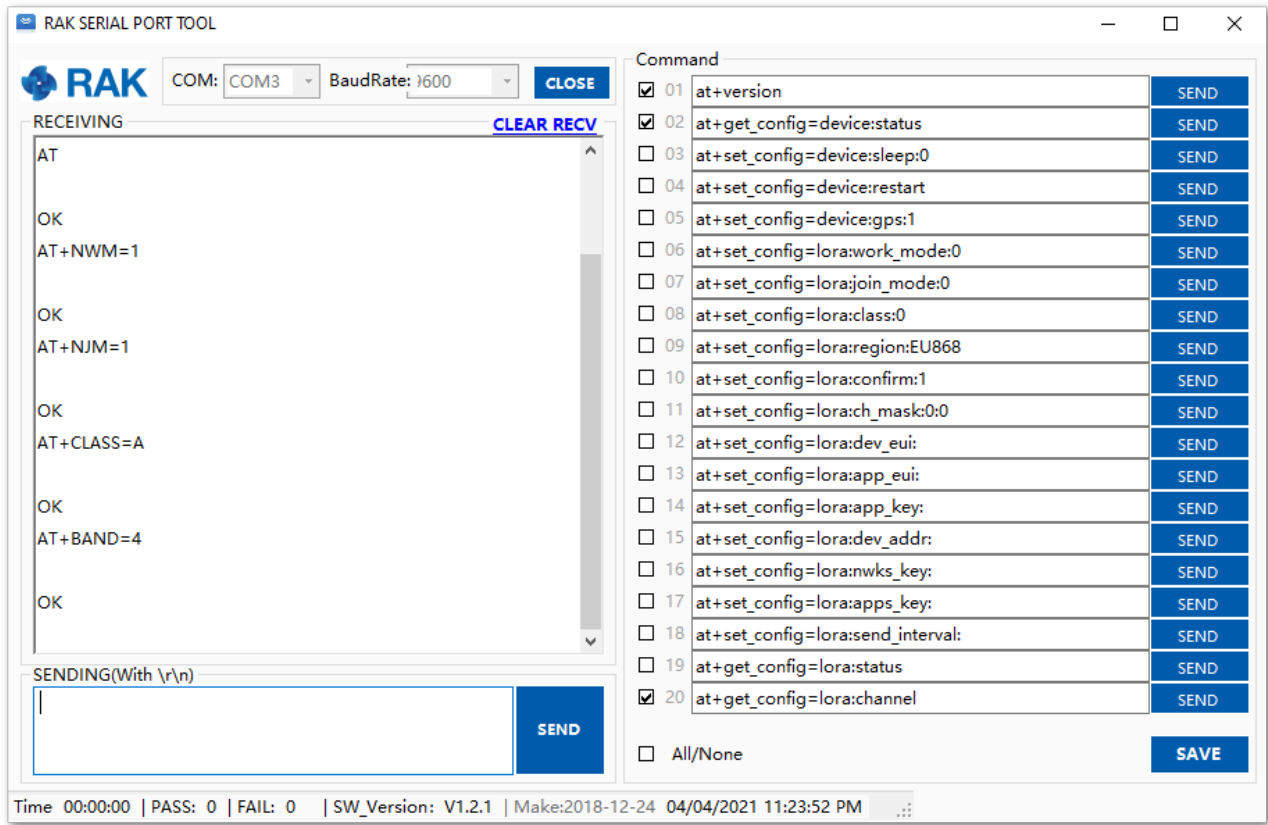 RAK SERIAL PORT TOOL
RAK
COM: COM3 BaudRate: 9600 CLOSE
RECEIVING CLEAR RECV
AT
OK
AT+NWM=1
OK
AT+NJM=1
OK
AT+CLASS=A
OK
AT+BAND=4
OK
SENDING(With \r\n)
SEND
Command
01 at+version SEND
02 at+get_config=device:status SEND
03 at+set_config=device:sleep:0 SEND
04 at+set_config=device:restart SEND
05 at+set_config=device:gps:1 SEND
06 at+set_config=lora:work_mode:0 SEND
07 at+set_config=lora:join_mode:0 SEND
08 at+set_config=lora:class:0 SEND
09 at+set_config=lora:region:EU868 SEND
10 at+set_config=lora:confirm:1 SEND
11 at+set_config=lora:ch_mask:0:0 SEND
12 at+set_config=lora:dev_eui: SEND
13 at+set_config=lora:app_eui: SEND
14 at+set_config=lora:app_key: SEND
15 at+set_config=lora:dev_addr: SEND
16 at+set_config=lora:nwks_key: SEND
17 at+set_config=lora:apps_key: SEND
18 at+set_config=lora:send_interval: SEND
19 at+get_config=lora:status SEND
20 at+get_config=lora:channel SEND
All/None SAVE
Time 00:00:00 | PASS: 0 | FAIL: 0 | SW_Version: V1.2.1 | Make:2018-12-24 04/04/2021 11:23:52 PM